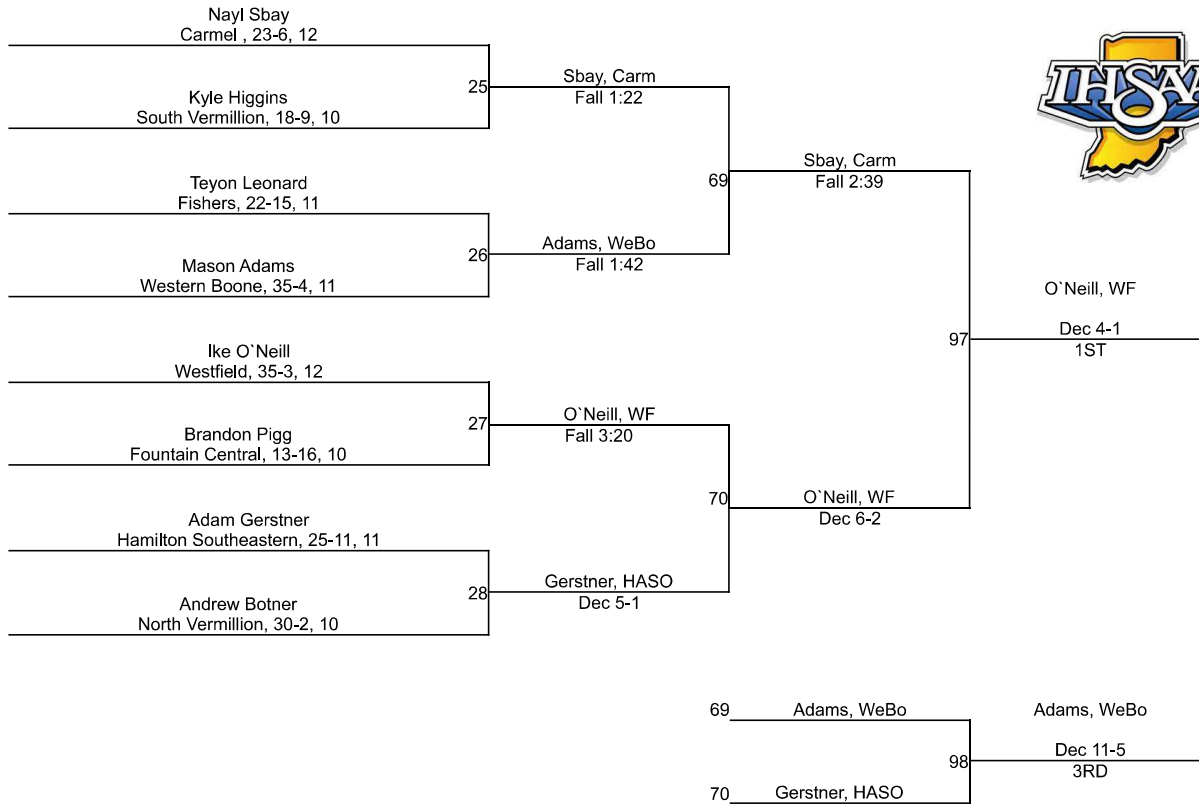 Nayl Sbay
Carmel , 23-6, 12
Kyle Higgins
South Vermillion, 18-9, 10
25
Sbay, Carm
Fall 1:22
Teyon Leonard
Fishers, 22-15, 11
Mason Adams
Western Boone, 35-4, 11
26
Adams, WeBo
Fall 1:42
69
Sbay, Carm
Fall 2:39
Ike O`Neill
Westfield, 35-3, 12
Brandon Pigg
Fountain Central, 13-16, 10
27
O`Neill, WF
Fall 3:20
Adam Gerstner
Hamilton Southeastern, 25-11, 11
Andrew Botner
North Vermillion, 30-2, 10
28
Gerstner, HASO
Dec 5-1
70
O`Neill, WF
Dec 6-2
97
O`Neill, WF
Dec 4-1
1ST
IHSAA
69
Adams, WeBo
70
Gerstner, HASO
98
Adams, WeBo
Dec 11-5
3RD